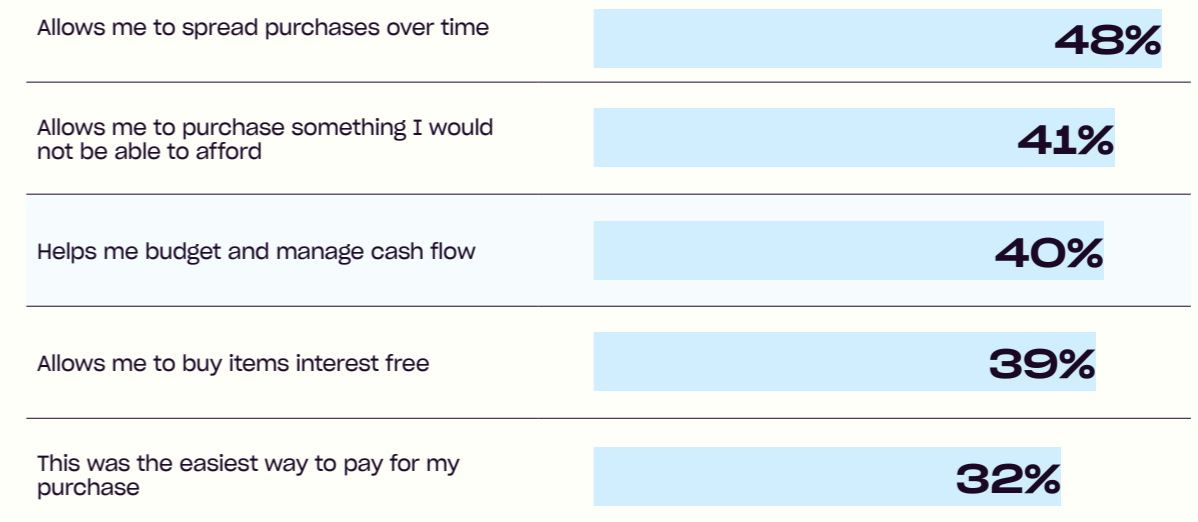 Allows me to spread purchases over time
48%
Allows me to purchase something I would
not be able to afford
41%
Helps me budget and manage cash flow
40%
Allows me to buy items interest free
39%
This was the easiest way to pay for my
purchase
32%